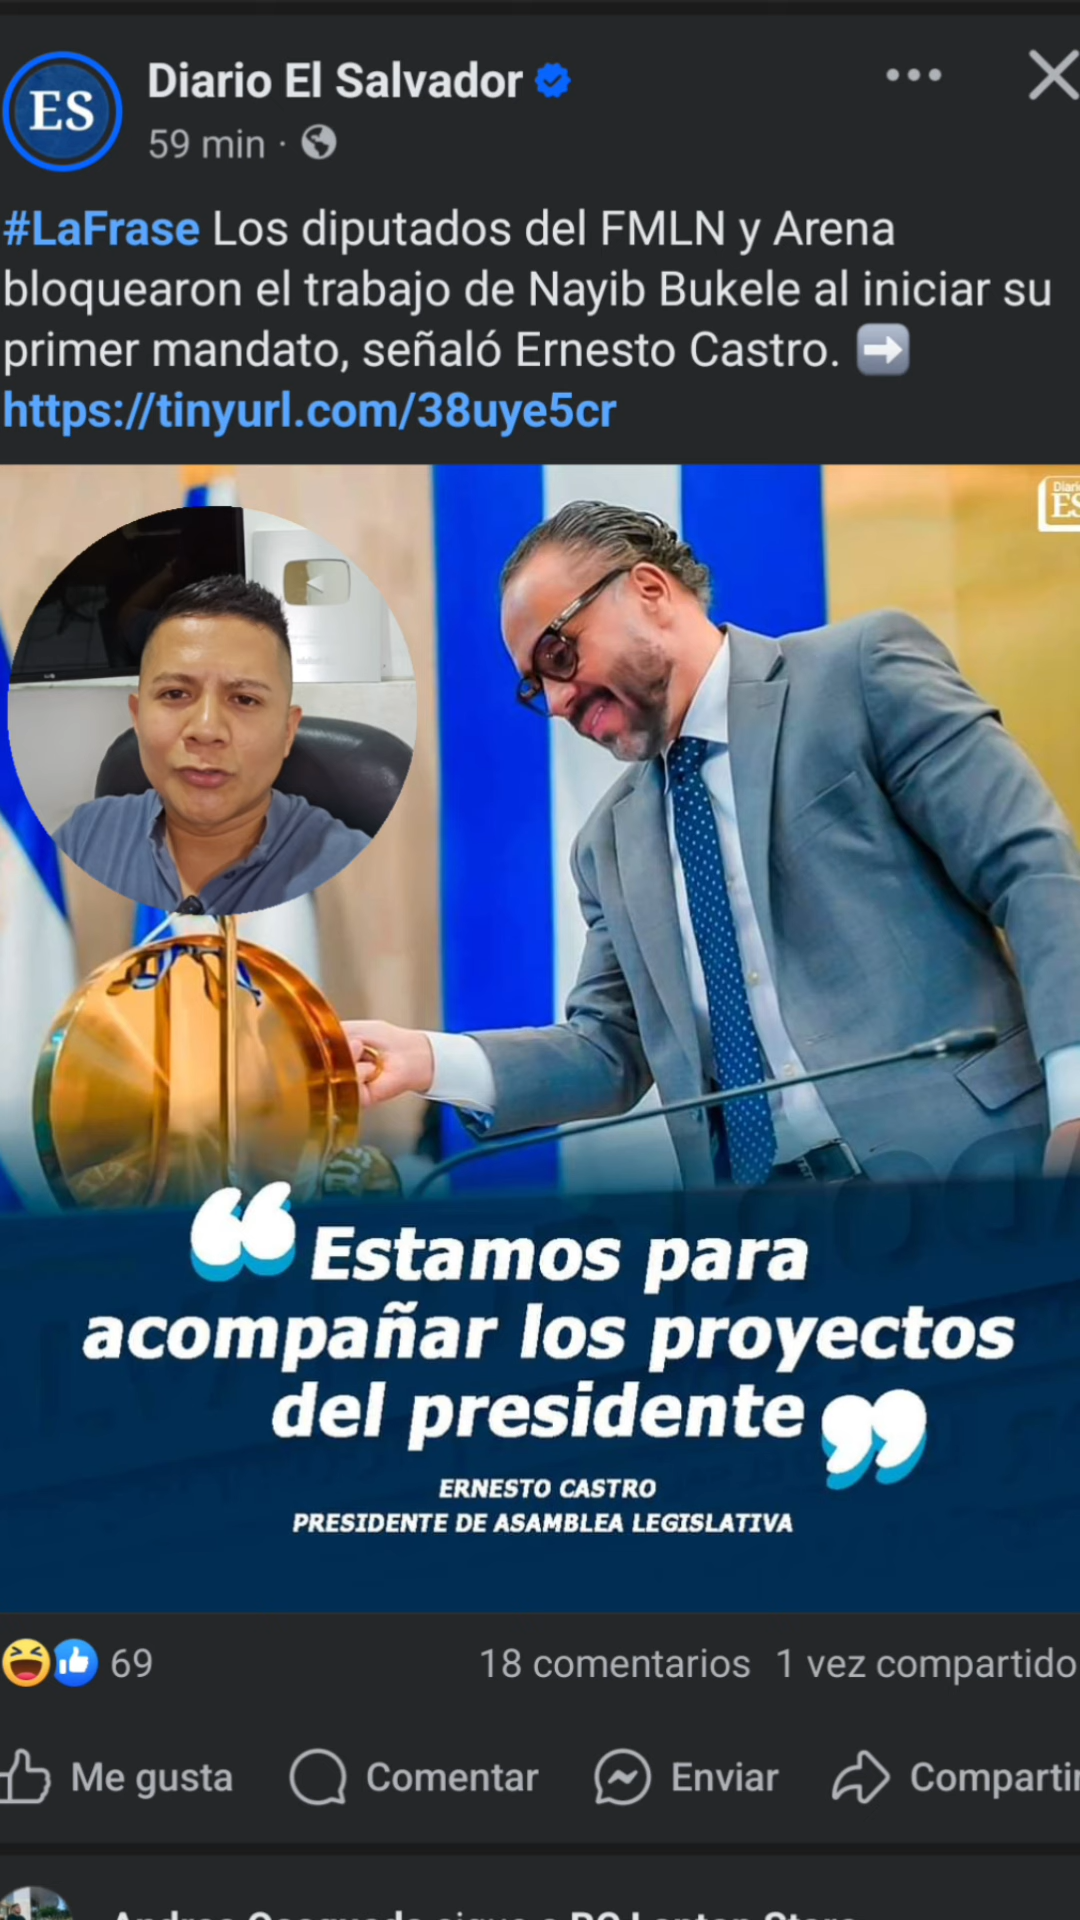 ES
Diario El Salvador
59 min ·
#LaFrase Los diputados del FMLN y Arena
bloquearon el trabajo de Nayib Bukele al iniciar su
primer mandato, señaló Ernesto Castro. ➡️
https://tinyurl.com/38uye5cr
ES
“Estamos para
acompañar los proyectos
del presidente”
ERNESTO CASTRO
PRESIDENTE DE ASAMBLEA LEGISLATIVA
69
18 comentarios 1 vez compartido
Me gusta
Comentar
Enviar
Compartir